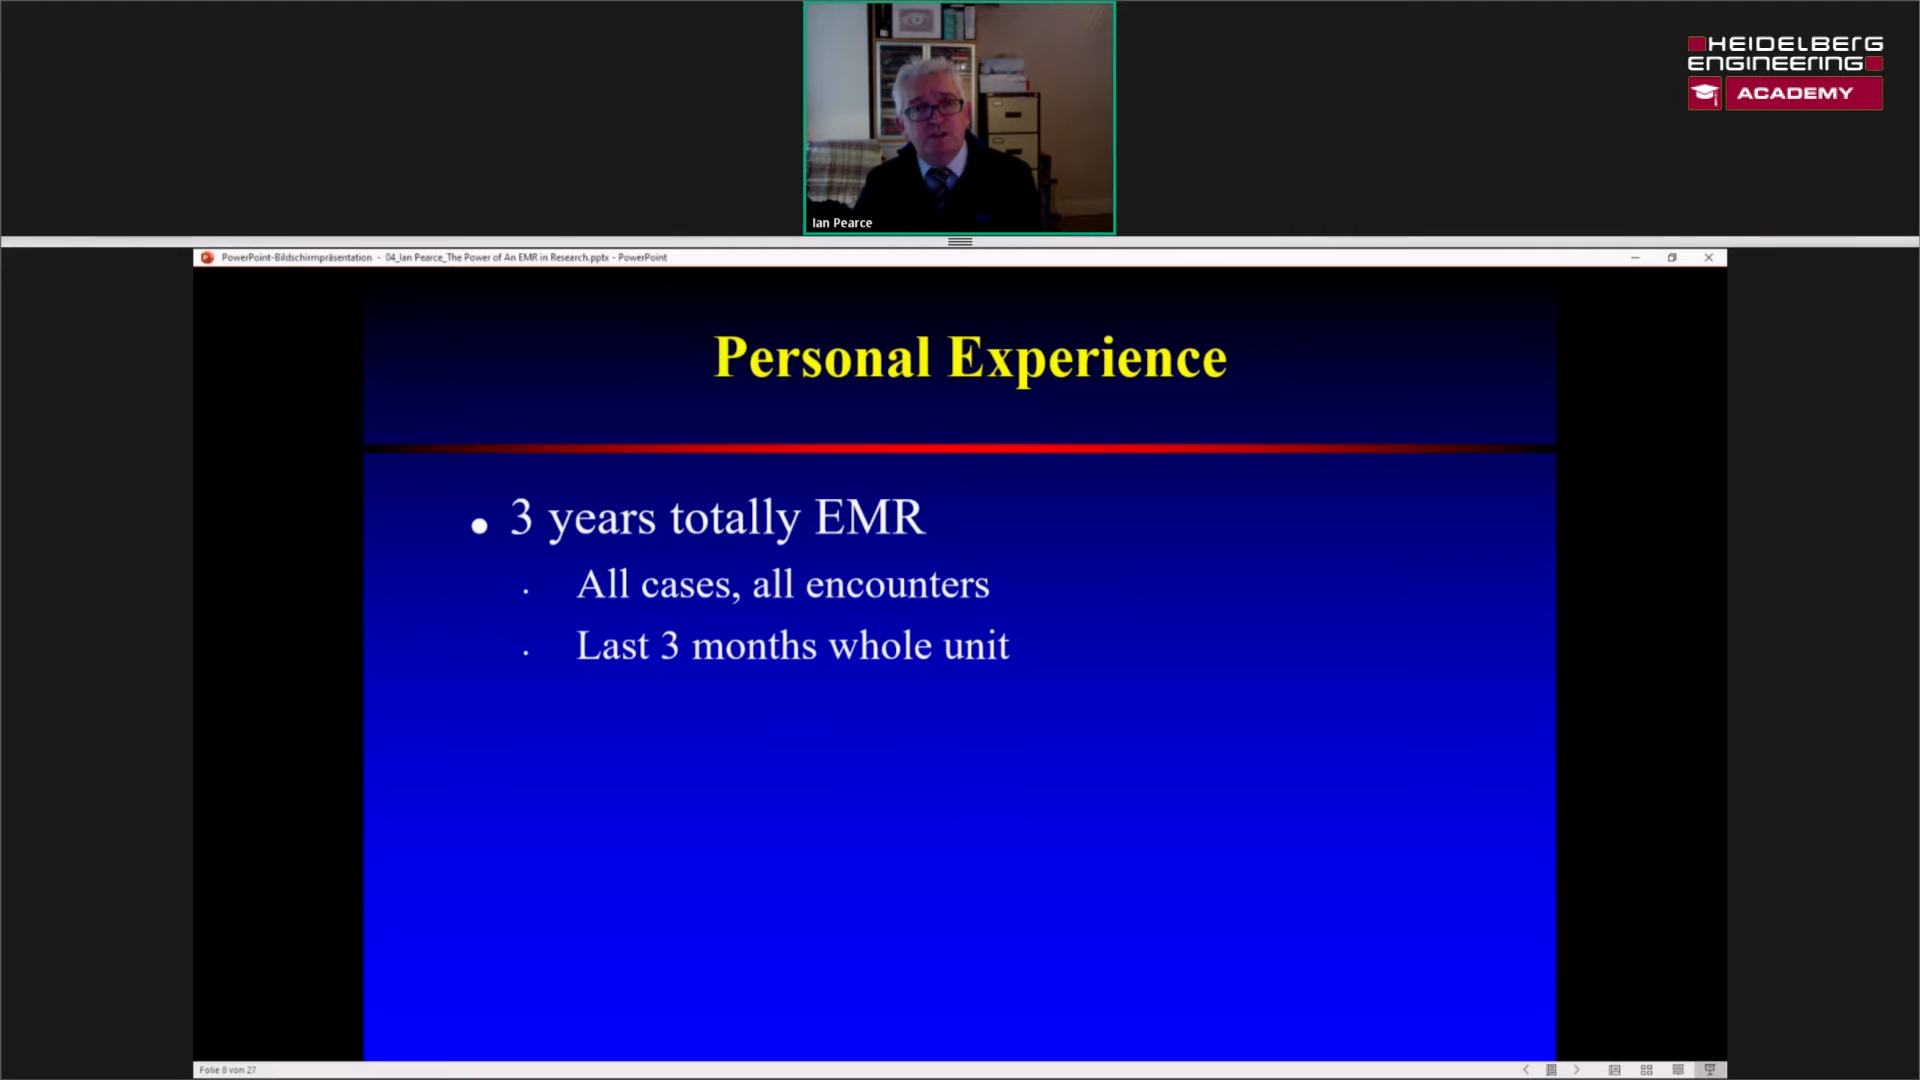 HEIDELBERG
ENGINEERING
ACADEMY
Ian Pearce
PowerPoint-Bildschirmpräsentation - 04_Ian Pearce_The Power of An EMR in Research.pptx - PowerPoint
Personal Experience
• 3 years totally EMR
· All cases, all encounters
· Last 3 months whole unit
Folie 8 von 27